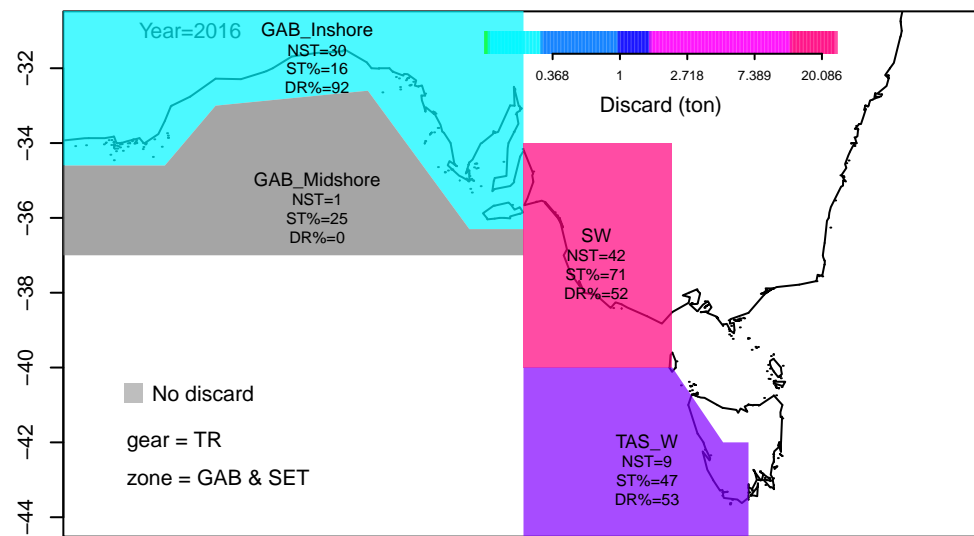 Year=2016
GAB_Inshore
NST=30
ST%=16
DR%=92
0.368 1 2.718 7.389 20.086
Discard (ton)
GAB_Midshore
NST=1
ST%=25
DR%=0
SW
NST=42
ST%=71
DR%=52
No discard
gear = TR
zone = GAB & SET
TAS_W
NST=9
ST%=47
DR%=53
−32
−34
−36
−38
−40
−42
−44